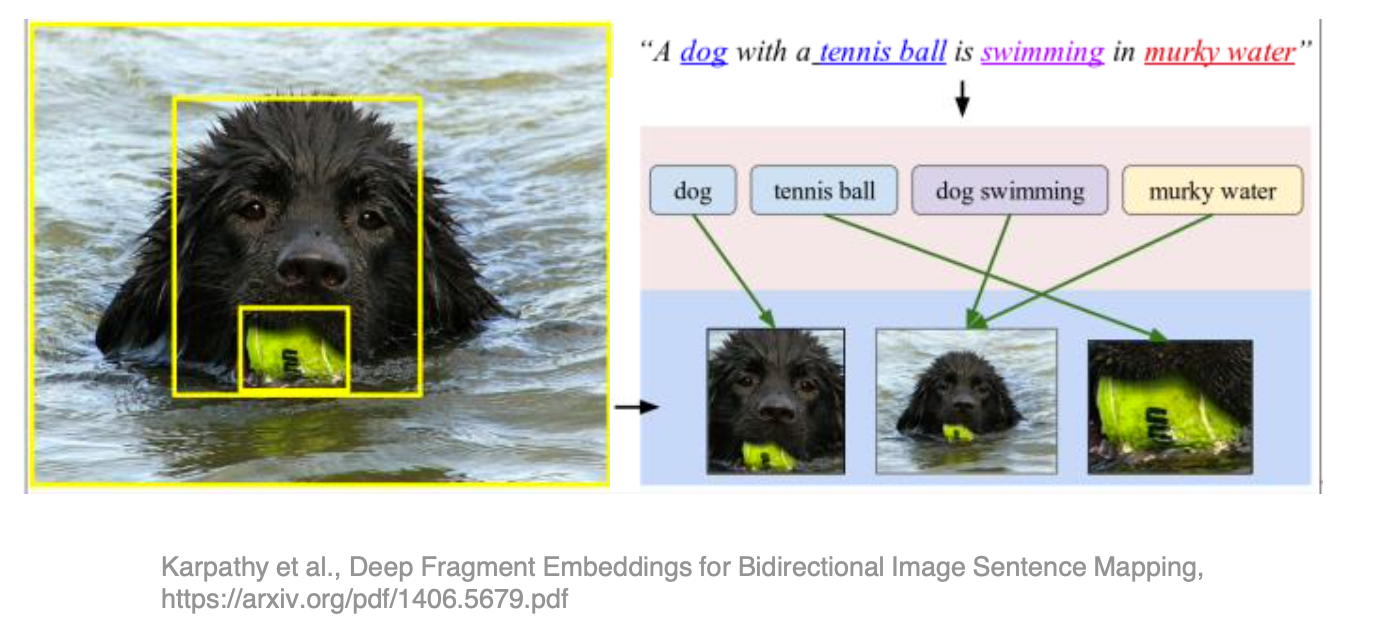 “A dog with a tennis ball is swimming in murky water”
dog
tennis ball
dog swimming
murky water
Karpathy et al., Deep Fragment Embeddings for Bidirectional Image Sentence Mapping,
https://arxiv.org/pdf/1406.5679.pdf